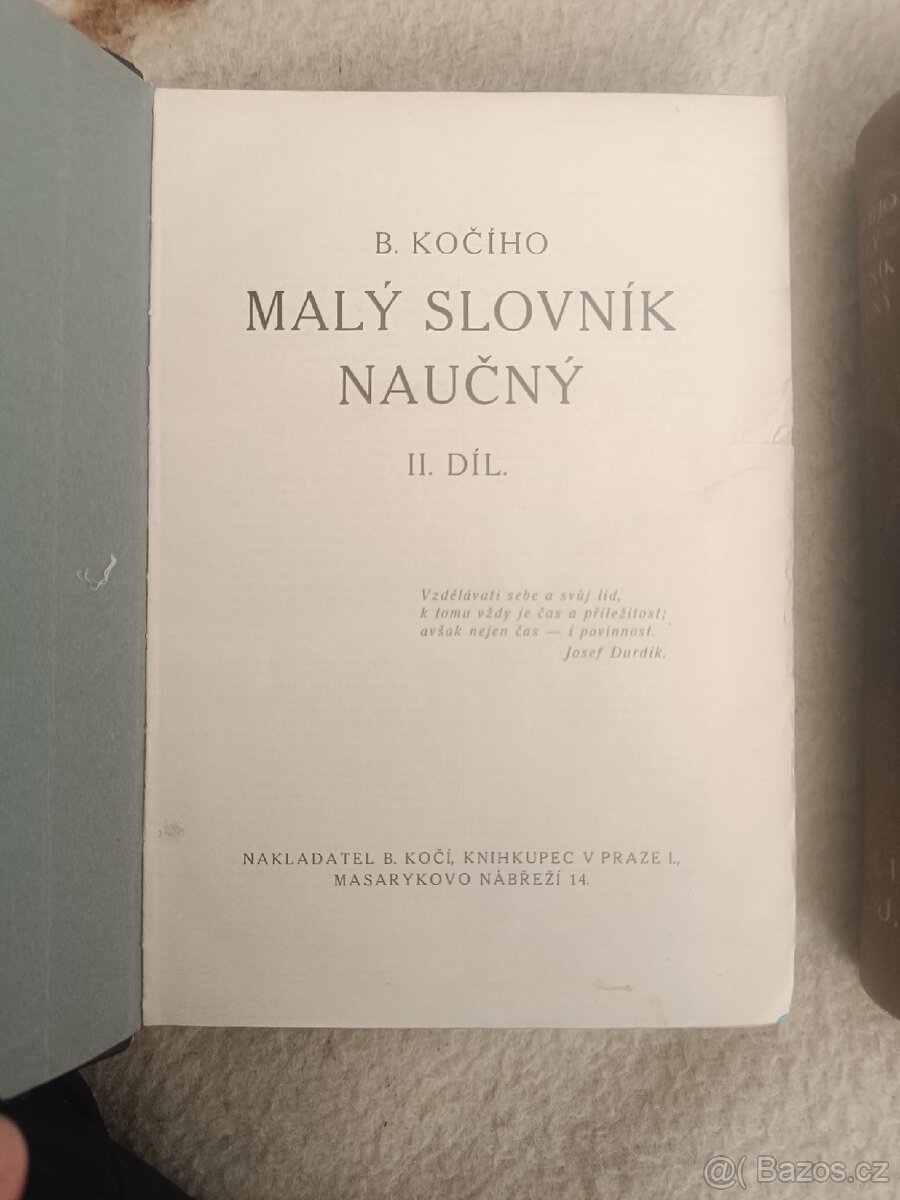 B. KOČÍHO
MALÝ SLOVNÍK
NAUČNÝ
II. DÍL.
Vzdělávati sebe a svůj lid,
k tomu vždy je čas a příležitost;
avšak nejen čas — i povinnost.
Josef Durdík.
NAKLADATEL B. KOČÍ, KNIHKUPEC V PRAZE I.,
MASARYKOVO NÁBŘEŽÍ 14.
@ Bazoš.cz